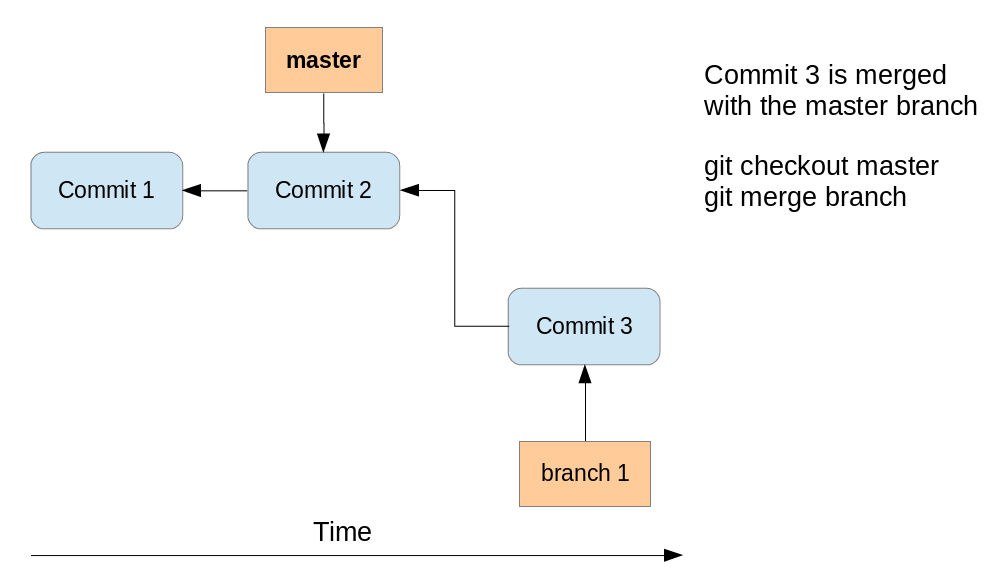 master
Commit 3 is merged
with the master branch
Commit 1
Commit 2
git checkout master
git merge branch
Commit 3
branch 1
Time